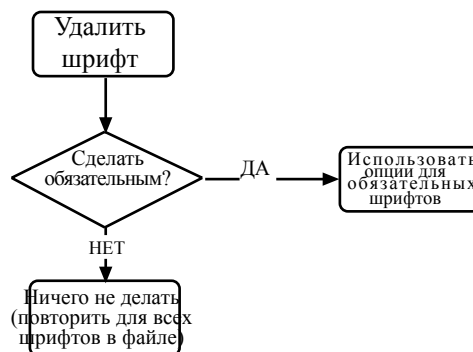 Удалить
шрифт
Сделать
обязательным?
ДА
Использовать
опции для
обязательных
шрифтов
НЕТ
Ничего не делать
(повторить для всех
шрифтов в файле)